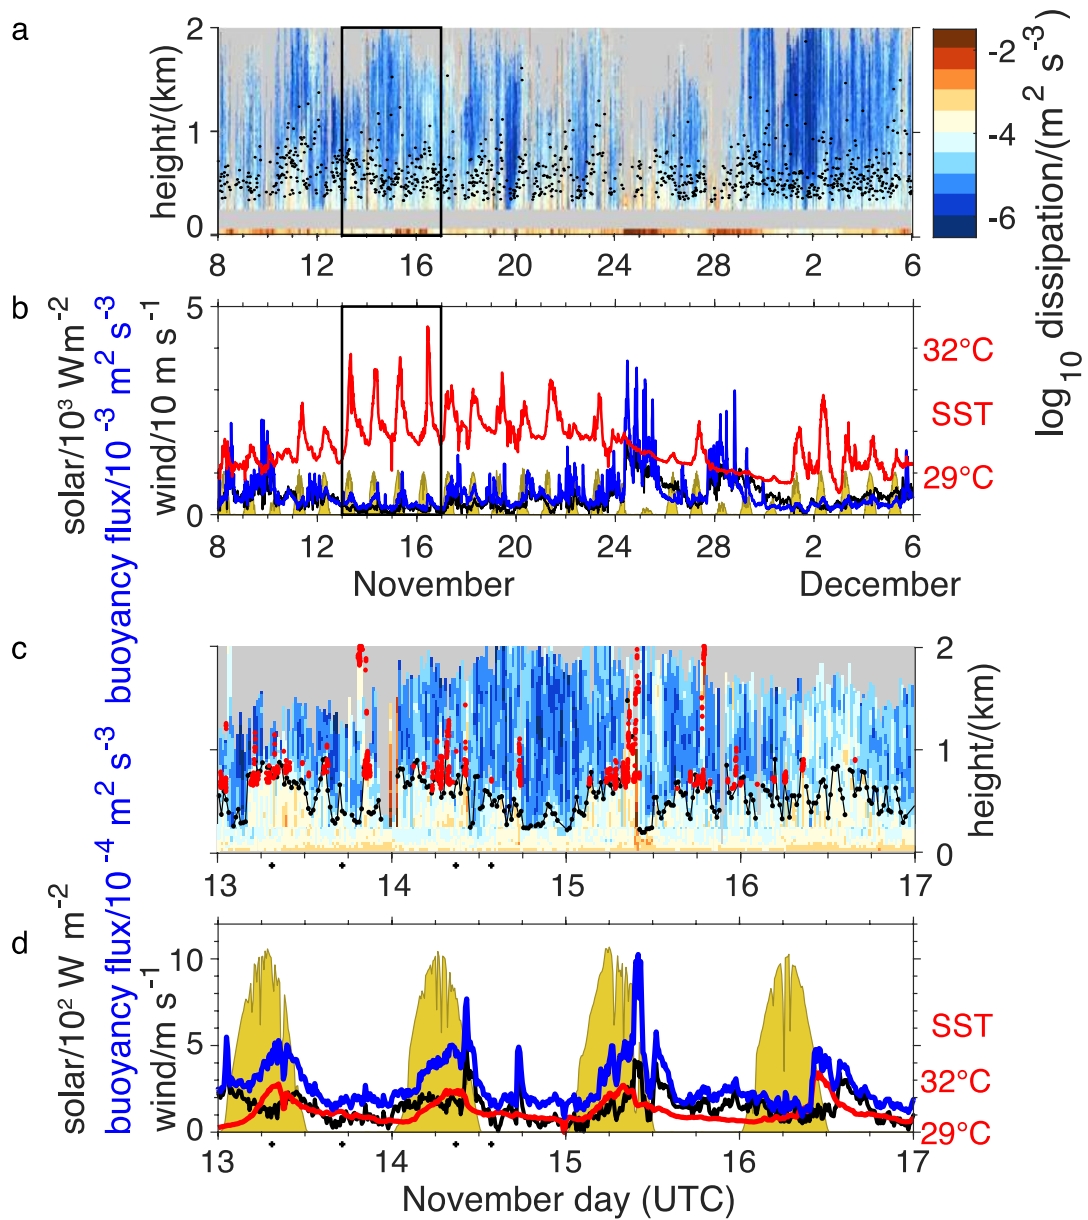 a
height/(km)
2
1
0
8 12 16 20 24 28 2 6
-2
-4
-6
log10 dissipation/(m2 s-3)
b
solar/10³ Wm-2
buoyancy flux/10-3 m2 s-3
wind/10 m s-1
5
0
32°C
SST
29°C
8 12 16 20 24 28 2 6
November December
c
2
1
0
height/(km)
13 14 15 16 17
d
solar/10² W m-2
buoyancy flux/10-4 m2 s-3
wind/m s-1
10
5
0
SST
32°C
29°C
13 14 15 16 17
November day (UTC)